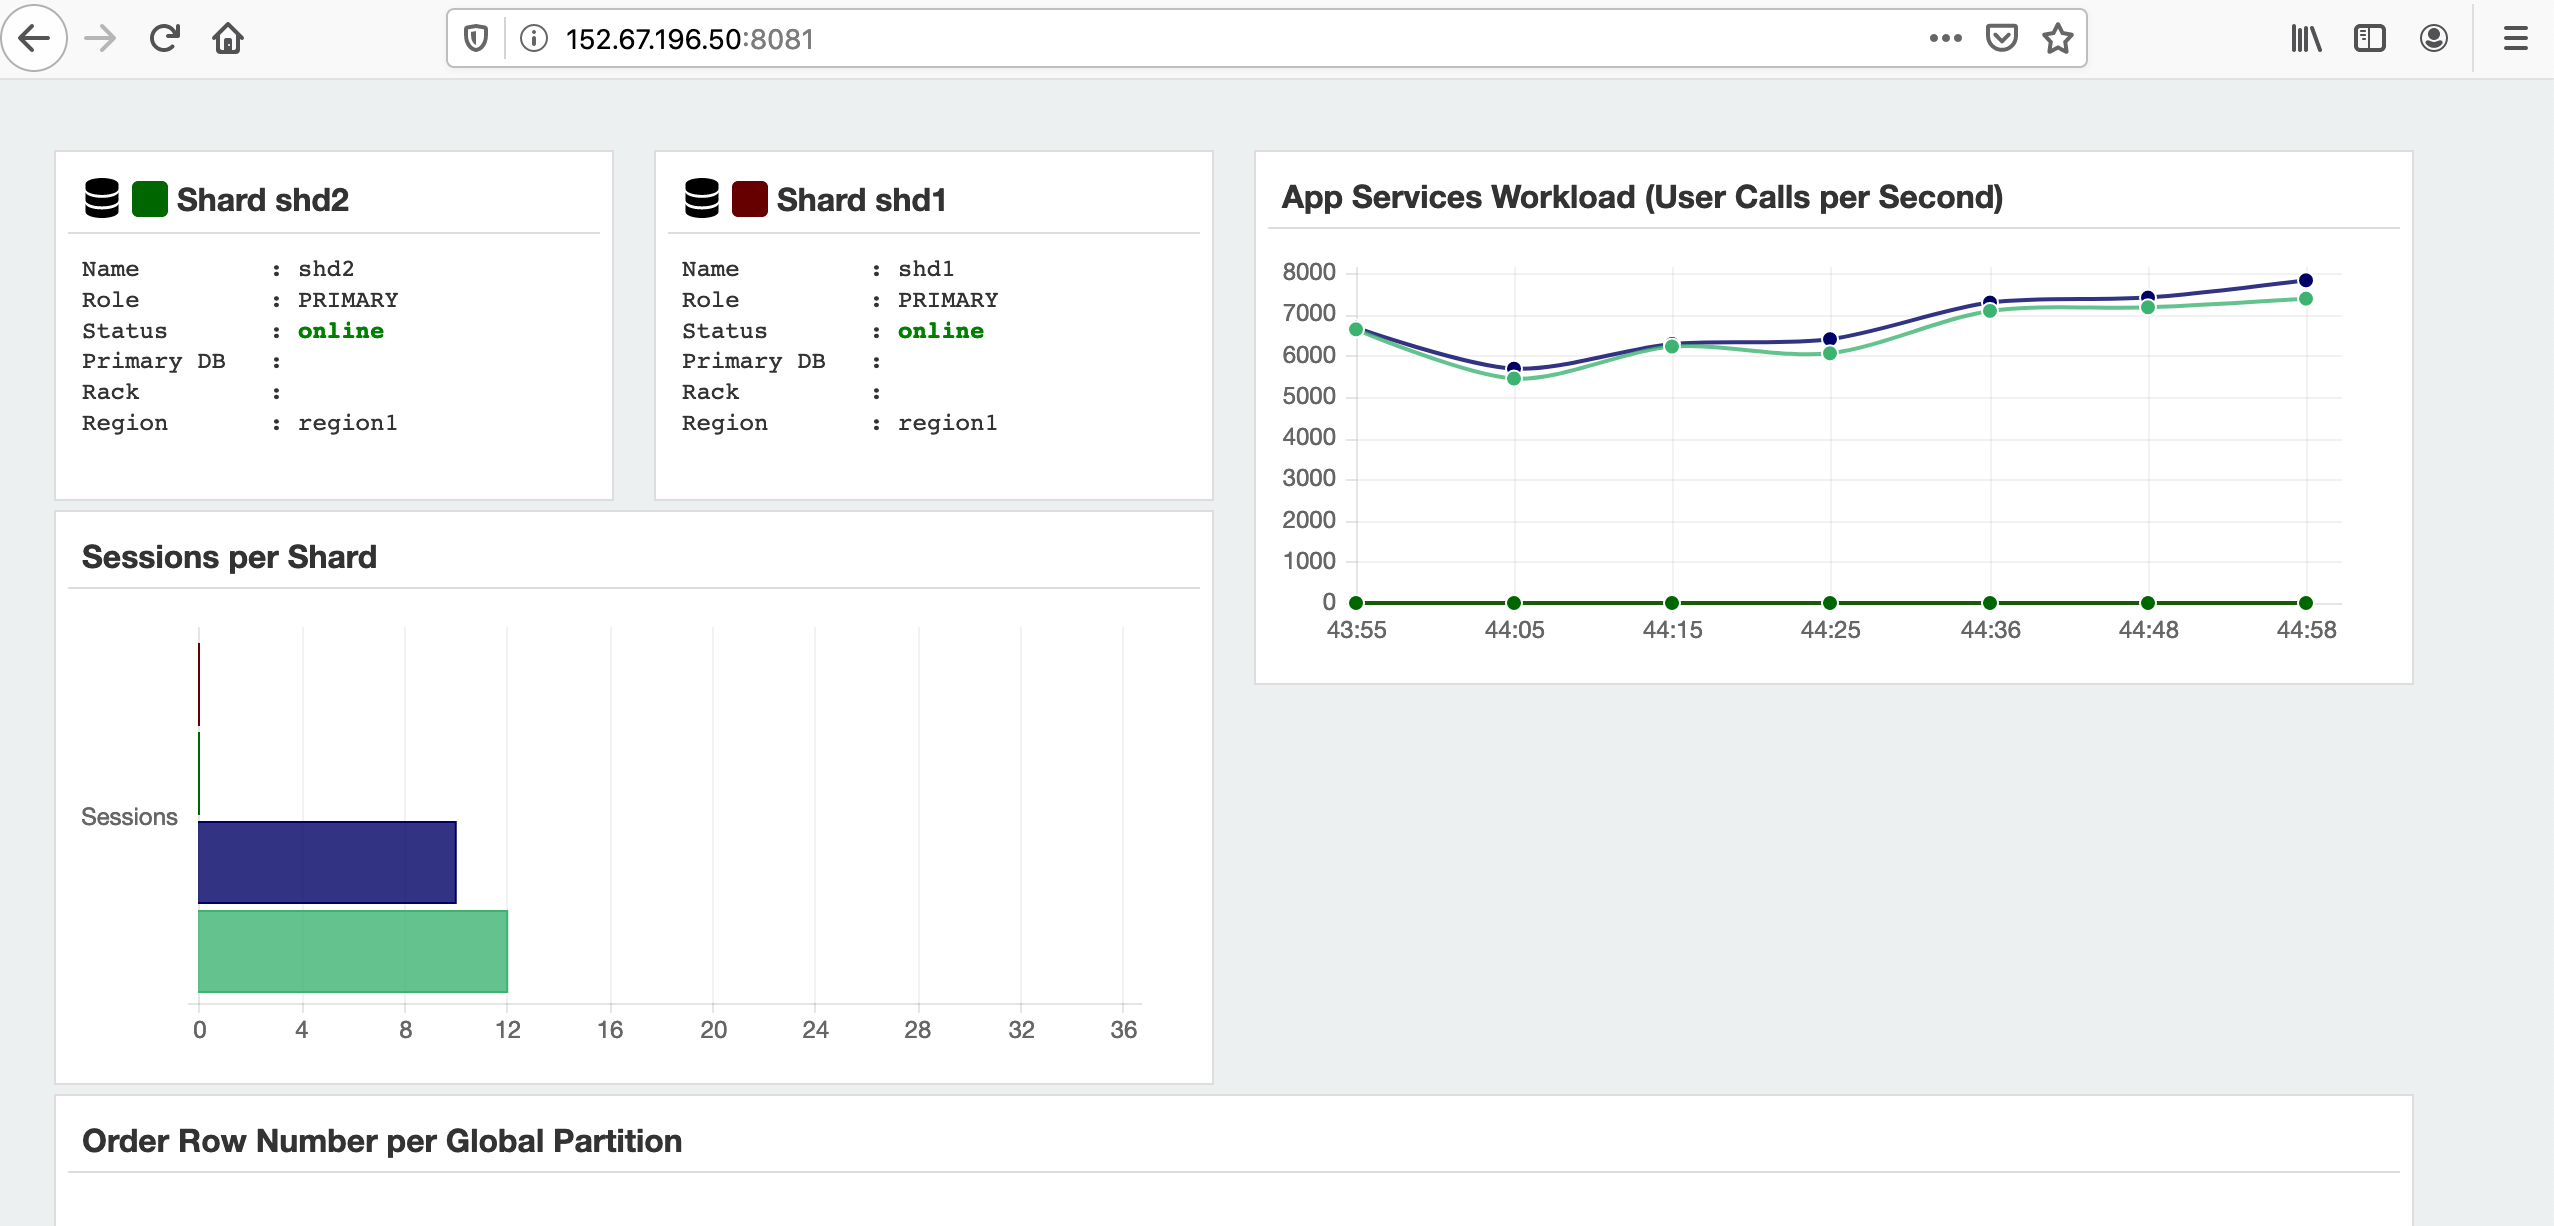 152.67.196.50:8081
Shard shd2
Name : shd2
Role : PRIMARY
Status : online
Primary DB :
Rack :
Region : region1
Shard shd1
Name : shd1
Role : PRIMARY
Status : online
Primary DB :
Rack :
Region : region1
App Services Workload (User Calls per Second)
8000
7000
6000
5000
4000
3000
2000
1000
0
43:55 44:05 44:15 44:25 44:36 44:48 44:58
Sessions per Shard
Sessions
0 4 8 12 16 20 24 28 32 36
Order Row Number per Global Partition